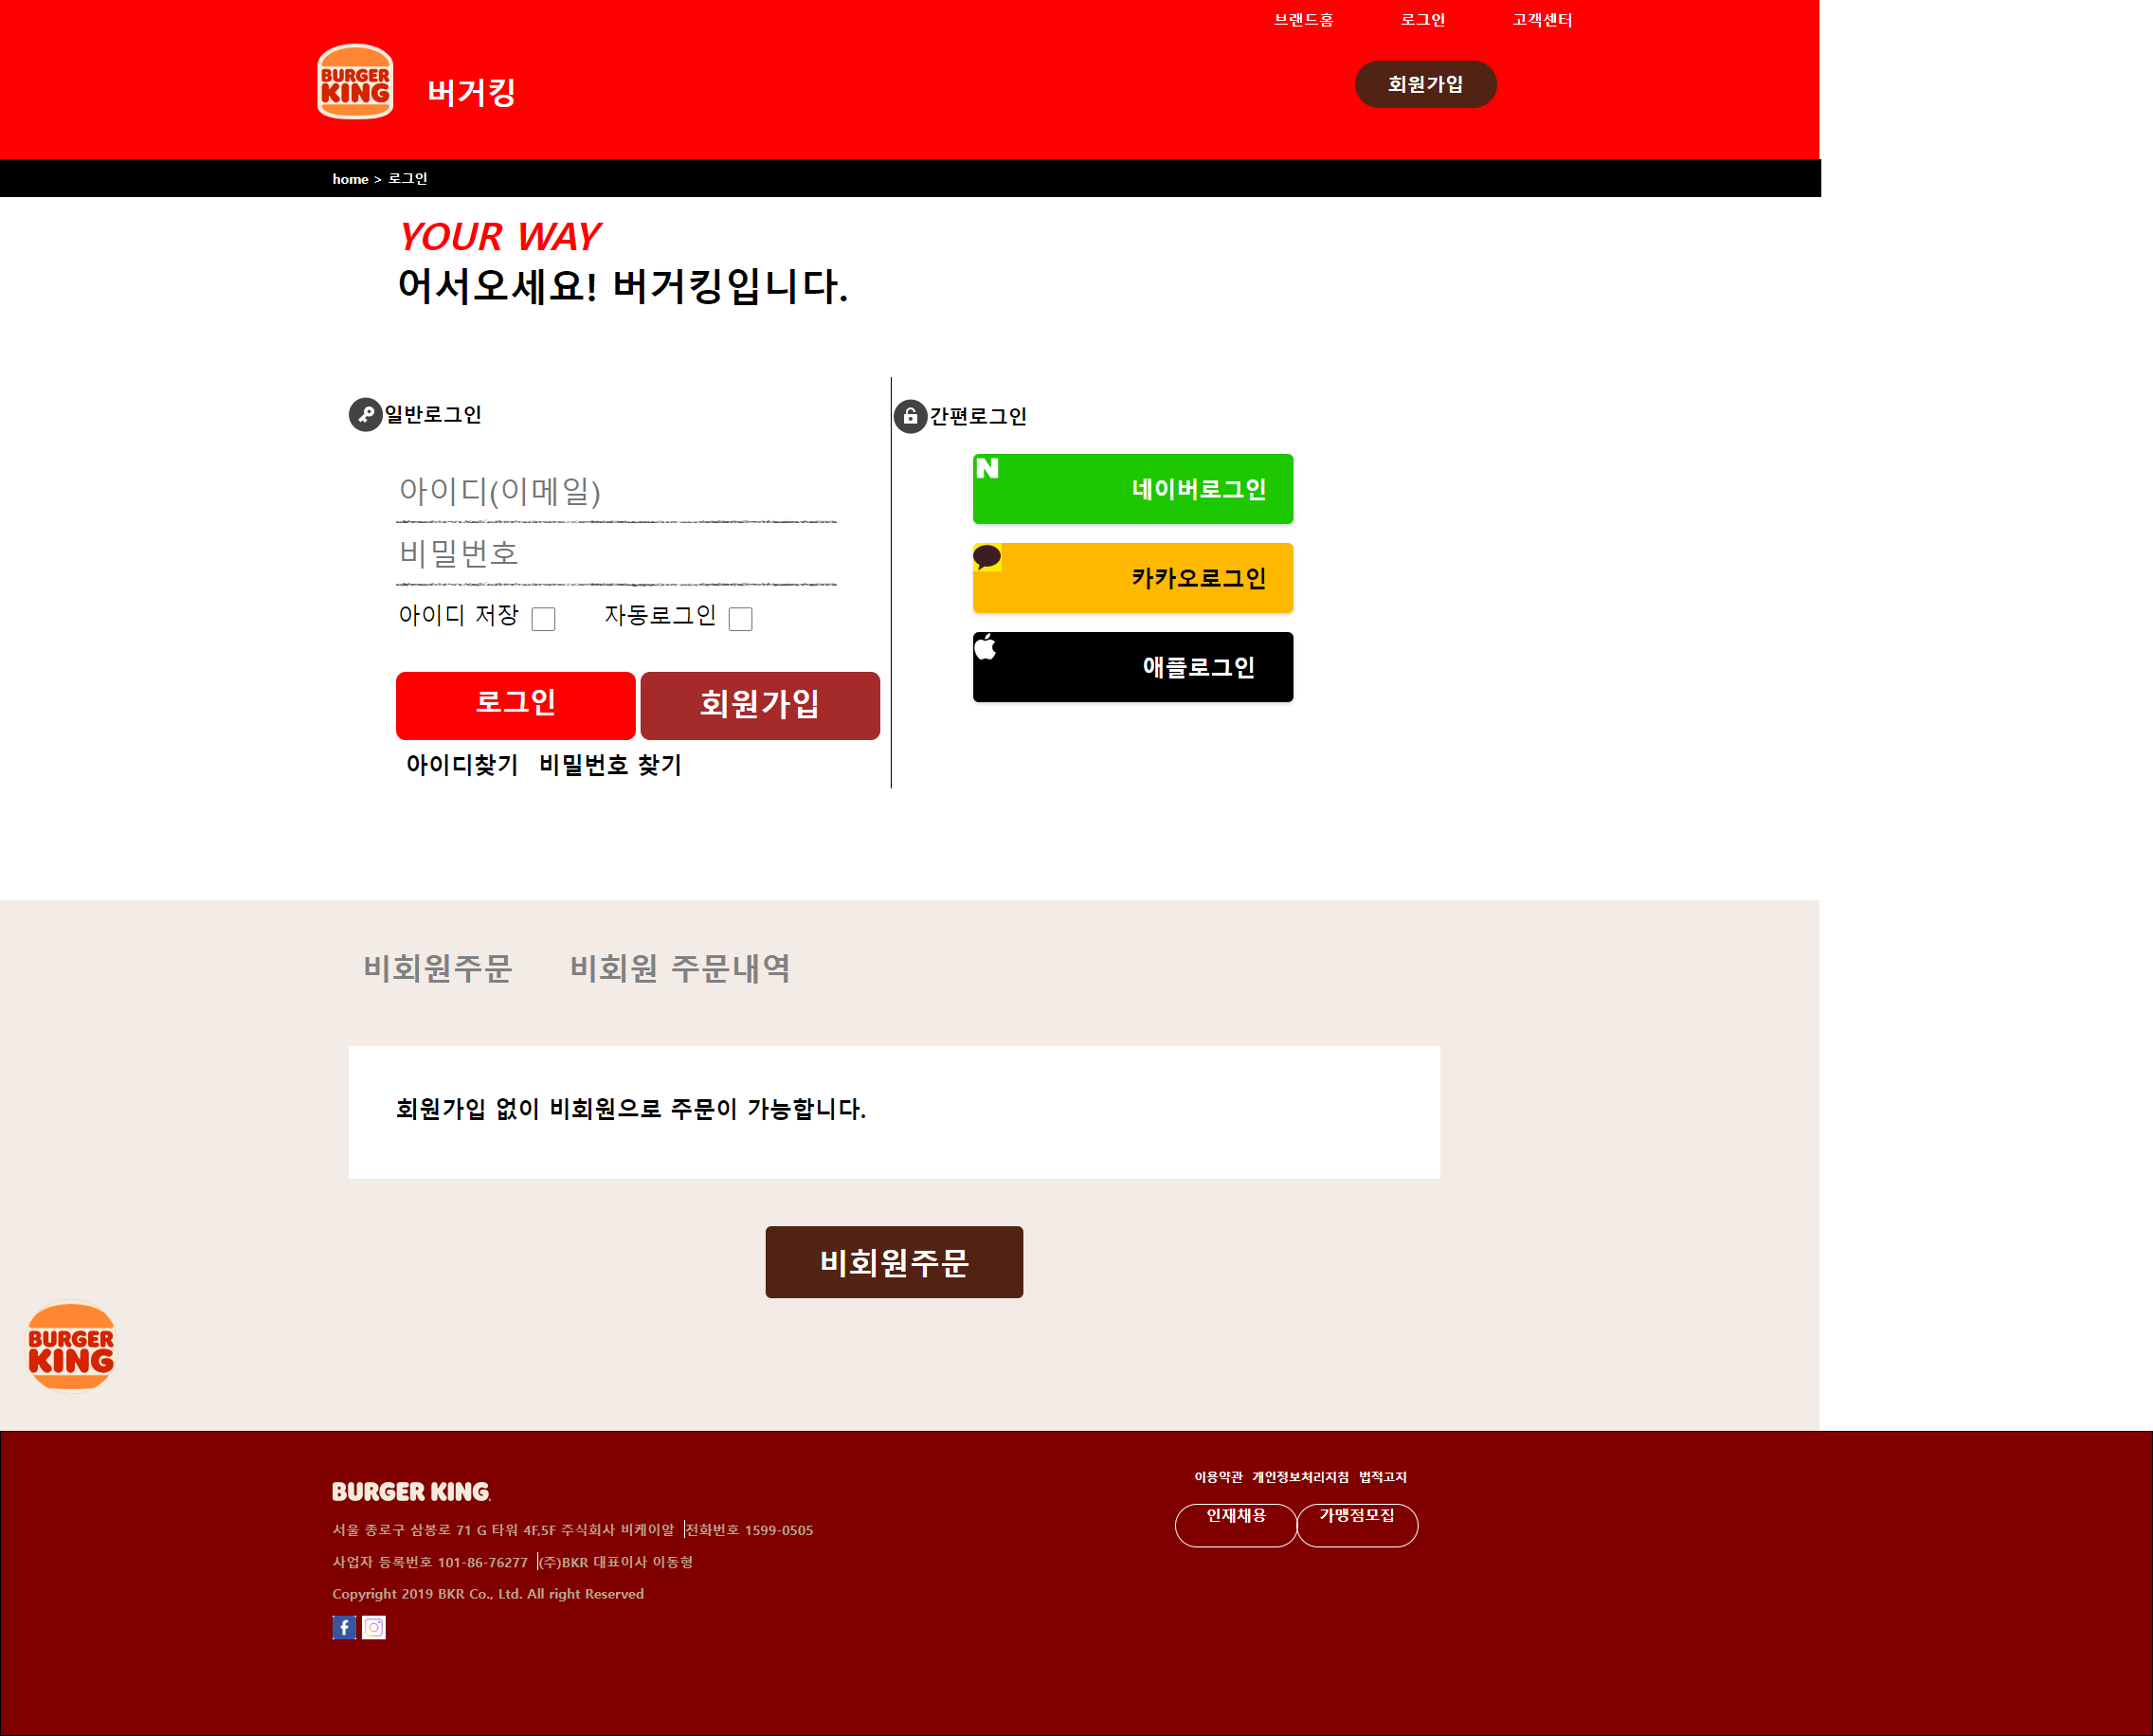 브랜드홈 로그인 고객센터
BURGER
KING
버거킹
회원가입
home > 로그인
YOUR WAY
어서오세요! 버거킹입니다.
일반로그인
아이디(이메일)
비밀번호
아이디 저장 자동로그인
로그인 회원가입
아이디찾기 비밀번호 찾기
간편로그인
N 네이버로그인
카카오로그인
애플로그인
비회원주문 비회원 주문내역
회원가입 없이 비회원으로 주문이 가능합니다.
비회원주문
BURGER
KING
BURGER KING.
서울 종로구 삼봉로 71 G 타워 4F,5F 주식회사 비케이알 |전화번호 1599-0505
사업자 등록번호 101-86-76277 |(주)BKR 대표이사 이동형
Copyright 2019 BKR Co., Ltd. All right Reserved
f
이용약관 개인정보처리지침 법적고지
인재채용 가맹점모집